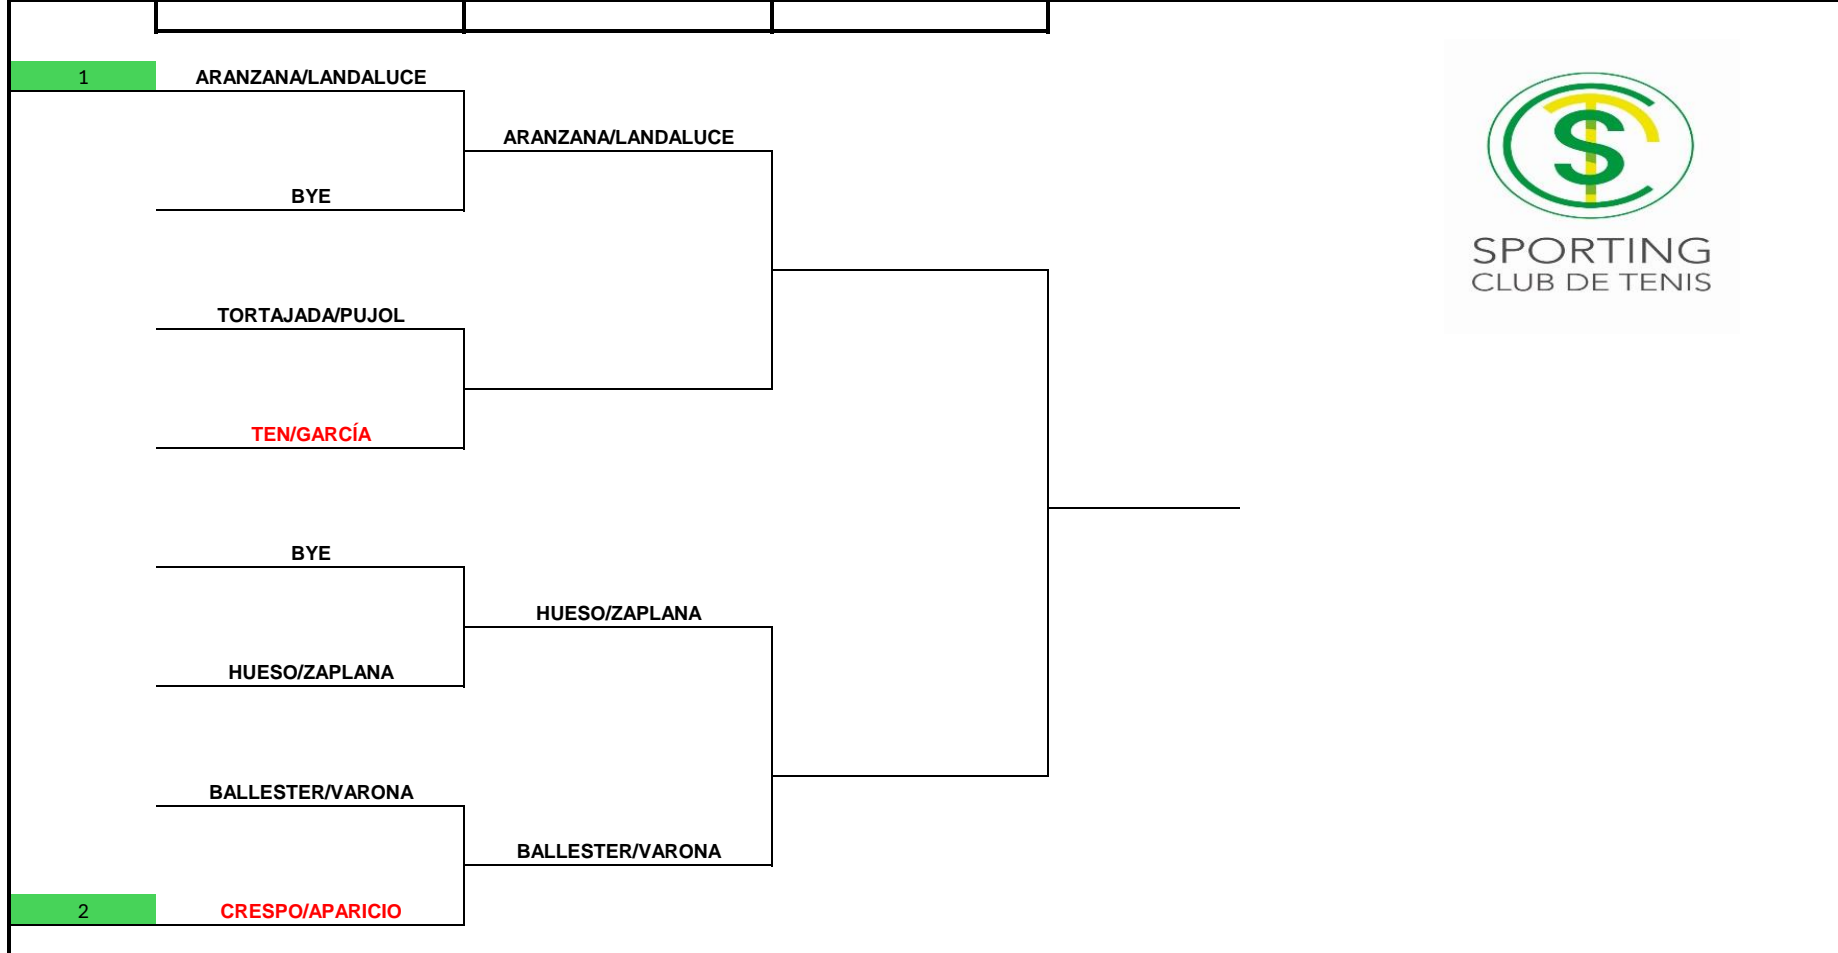 1 ARANZANA/LANDALUCE
ARANZANA/LANDALUCE
BYE
TORTAJADA/PUJOL
TEN/GARCÍA
BYE
HUESO/ZAPLANA
HUESO/ZAPLANA
BALLESTER/VARONA
BALLESTER/VARONA
2 CRESPO/APARICIO
SPORTING
CLUB DE TENIS